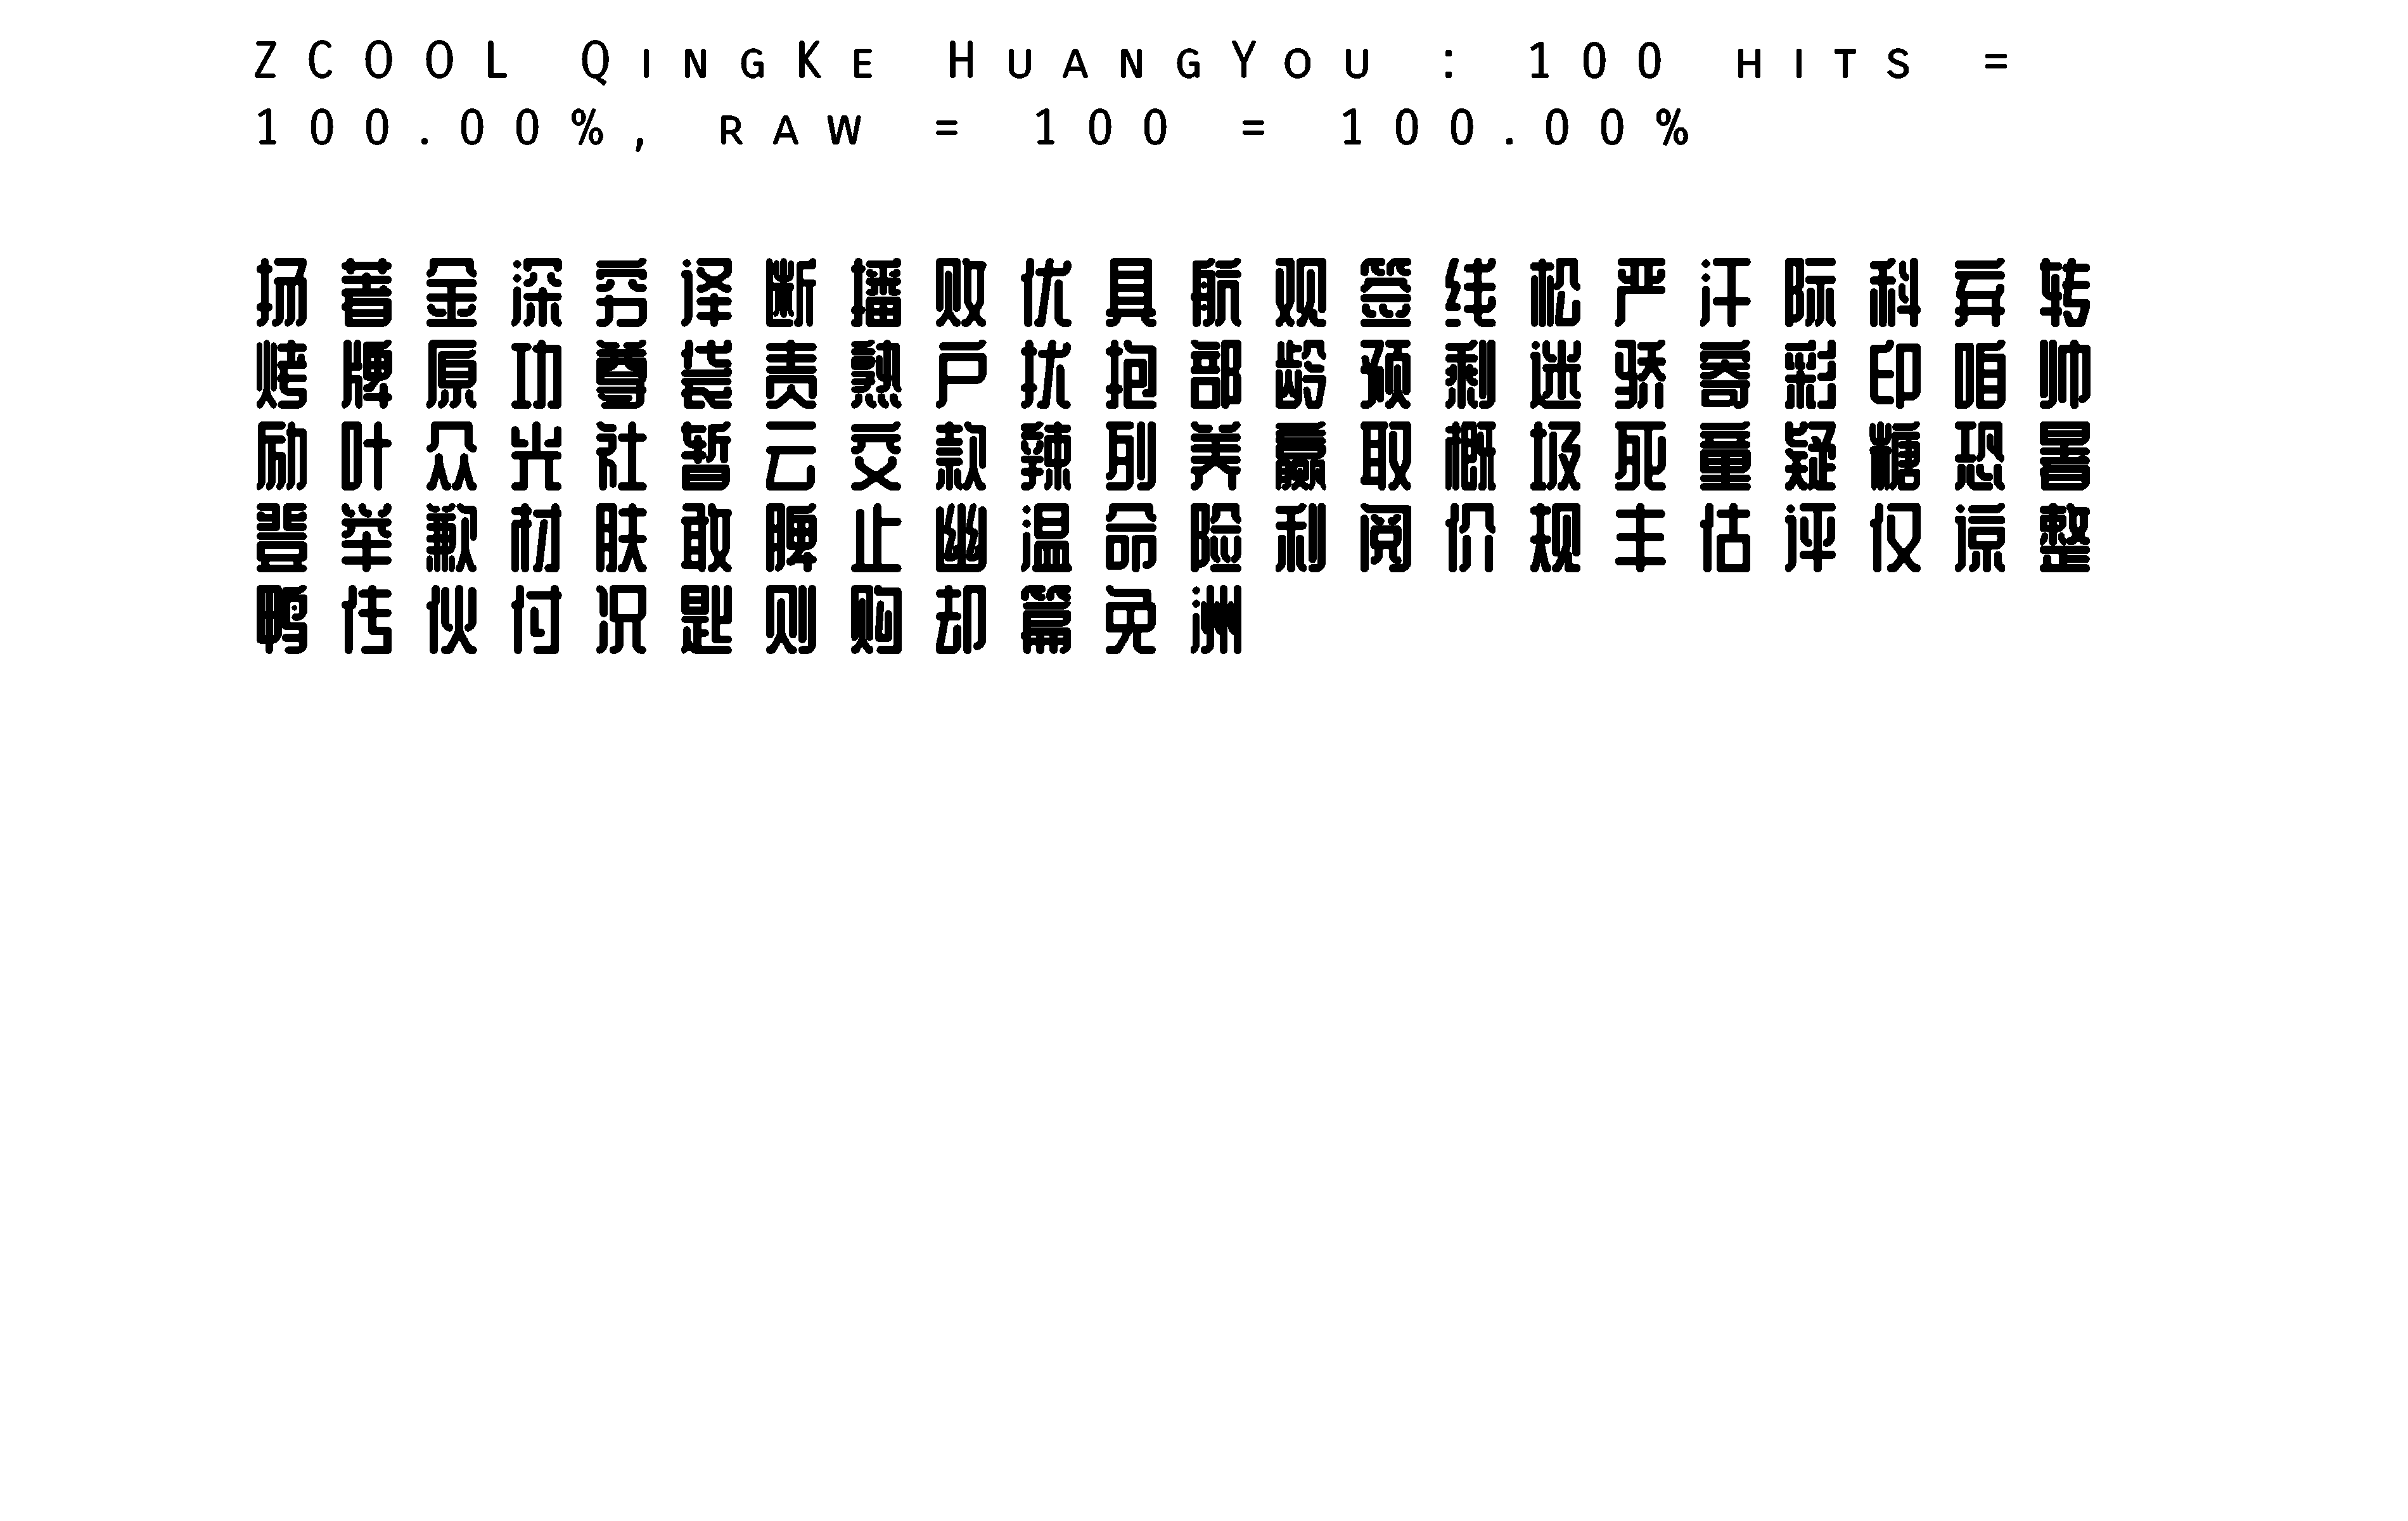 ZCOOL QingKe HuangYou : 100 hits =
100.00%, raw = 100 = 100.00%
扬著金深穷译断播败优具航观签线松严汗际科弃转
烤牌原功尊袋责熟户扰抱部龄预剩迷骄寄彩印咱帅
励叶众光社暂云交款辣列养赢取概圾死童疑糖恐暑
登举歉材肤敢脾止幽温命险利阅价规丰估评仅谅整
鸭传伙付况匙则购却篇免洲